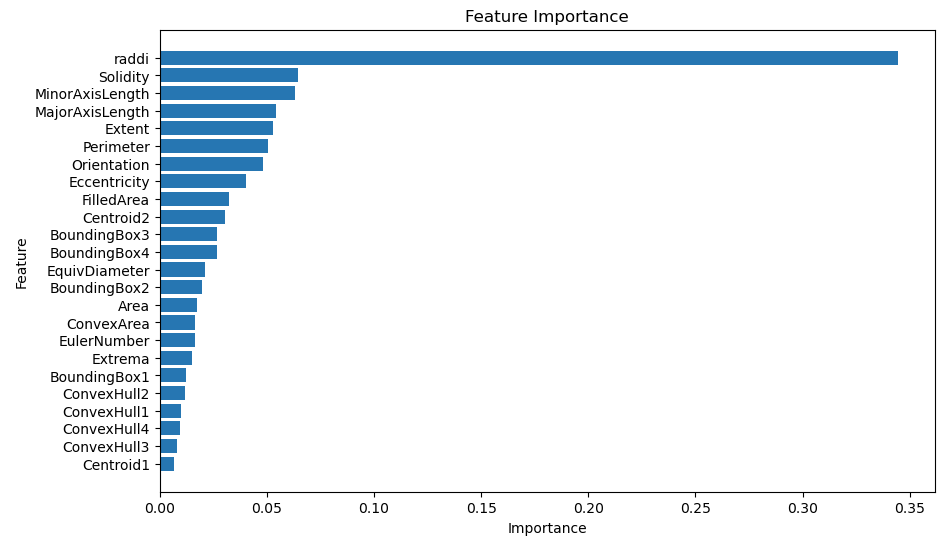 Feature Importance
raddi
Solidity
MinorAxisLength
MajorAxisLength
Extent
Perimeter
Orientation
Eccentricity
FilledArea
Centroid2
BoundingBox3
BoundingBox4
EquivDiameter
BoundingBox2
Area
ConvexArea
EulerNumber
Extrema
BoundingBox1
ConvexHull2
ConvexHull1
ConvexHull4
ConvexHull3
Centroid1
Feature
0.00 0.05 0.10 0.15 0.20 0.25 0.30 0.35
Importance